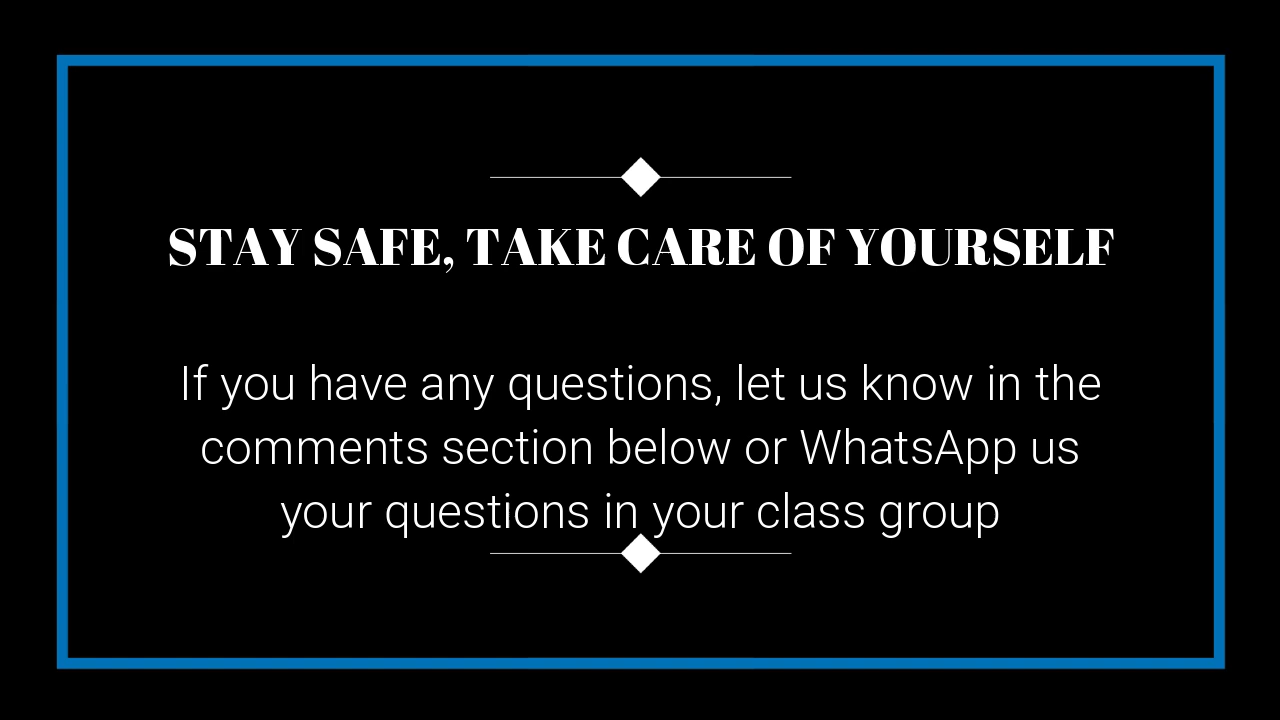 STAY SAFE, TAKE CARE OF YOURSELF
If you have any questions, let us know in the
comments section below or WhatsApp us
your questions in your class group